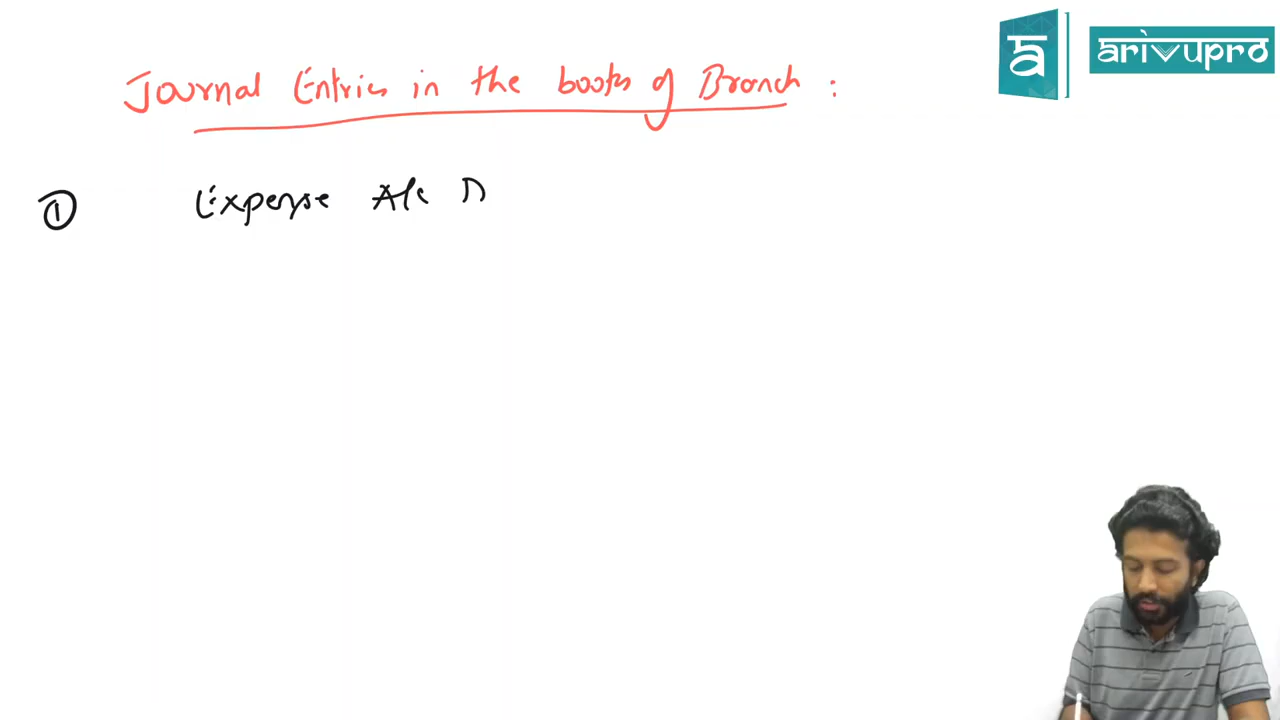 arivupro
Journal Entries in the books of Branch :
① Expense A/c D